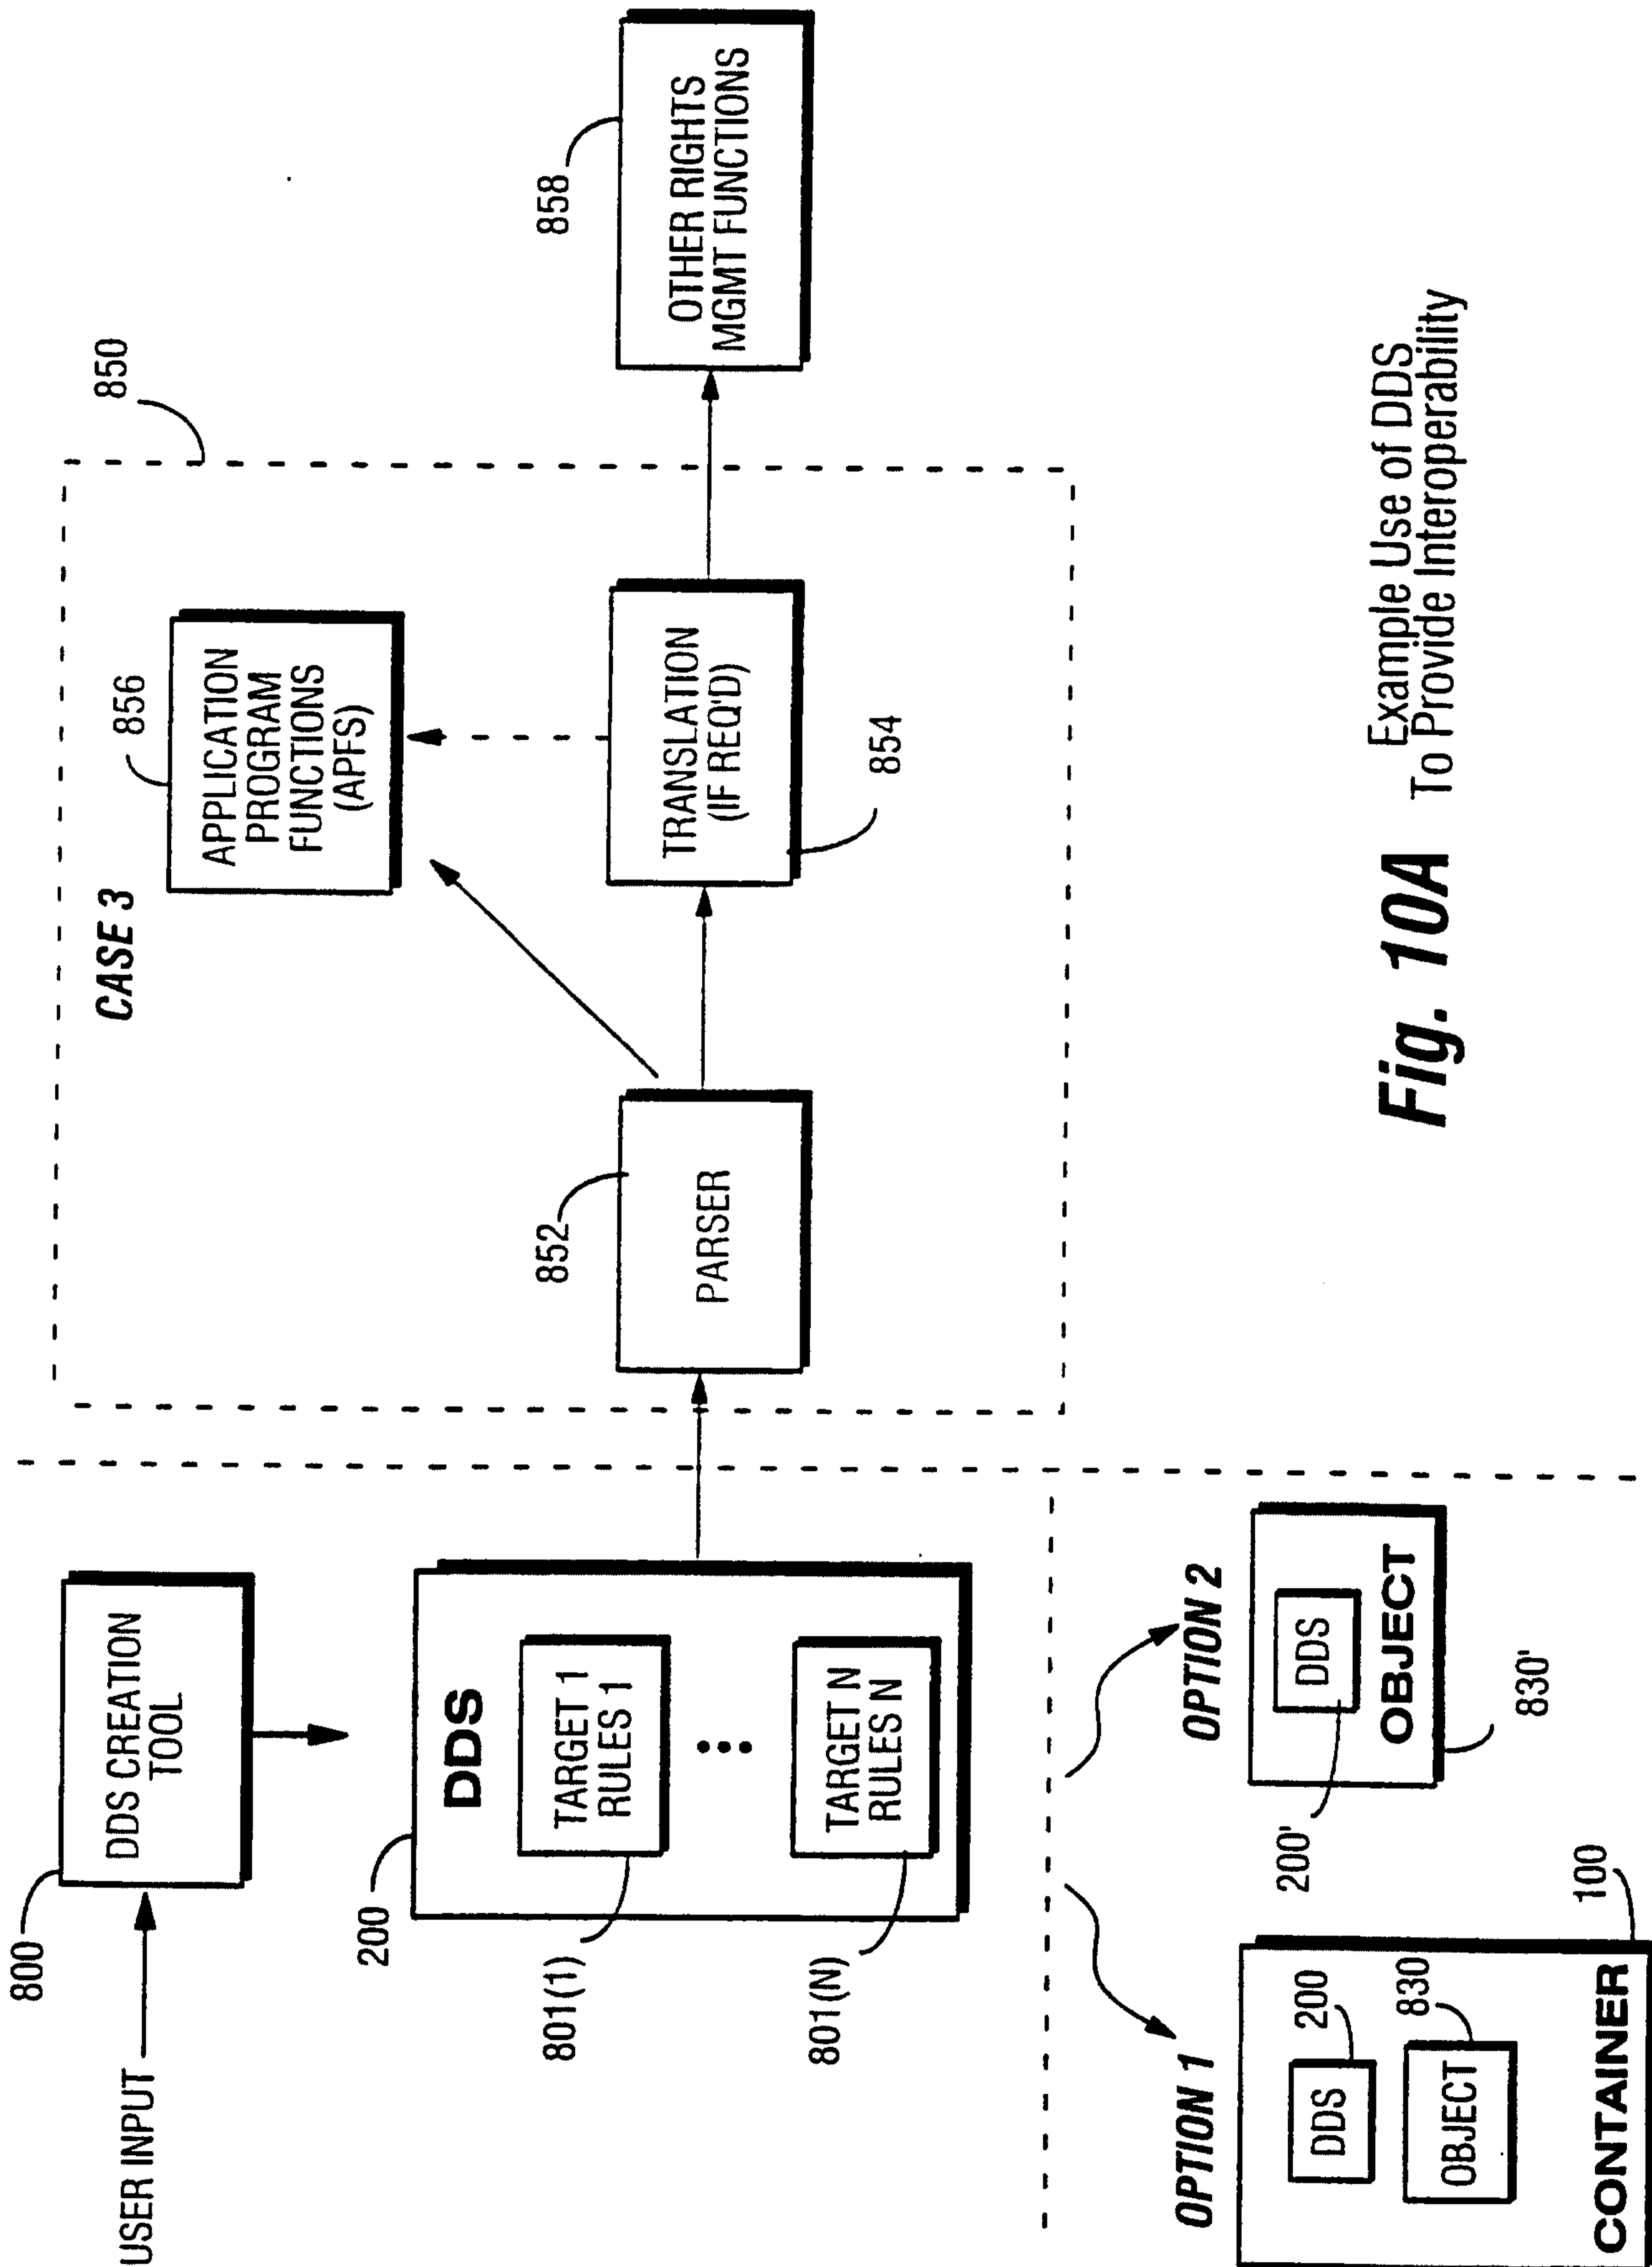 USER INPUT
800
DDS CREATION
TOOL
200
DDS
TARGET 1
RULES 1
801(1)
TARGET N
RULES N
801(N)
OPTION 1
DDS
200
OBJECT
830
CONTAINER
100
OPTION 2
DDS
200'
OBJECT
830'
CASE 3
850
852
PARSER
856
APPLICATION
PROGRAM
FUNCTIONS
(APFS)
TRANSLATION
(IF REQ'D)
854
858
OTHER RIGHTS
MGMT FUNCTIONS
Fig. 10A
Example Use of DDS
To Provide Interoperability